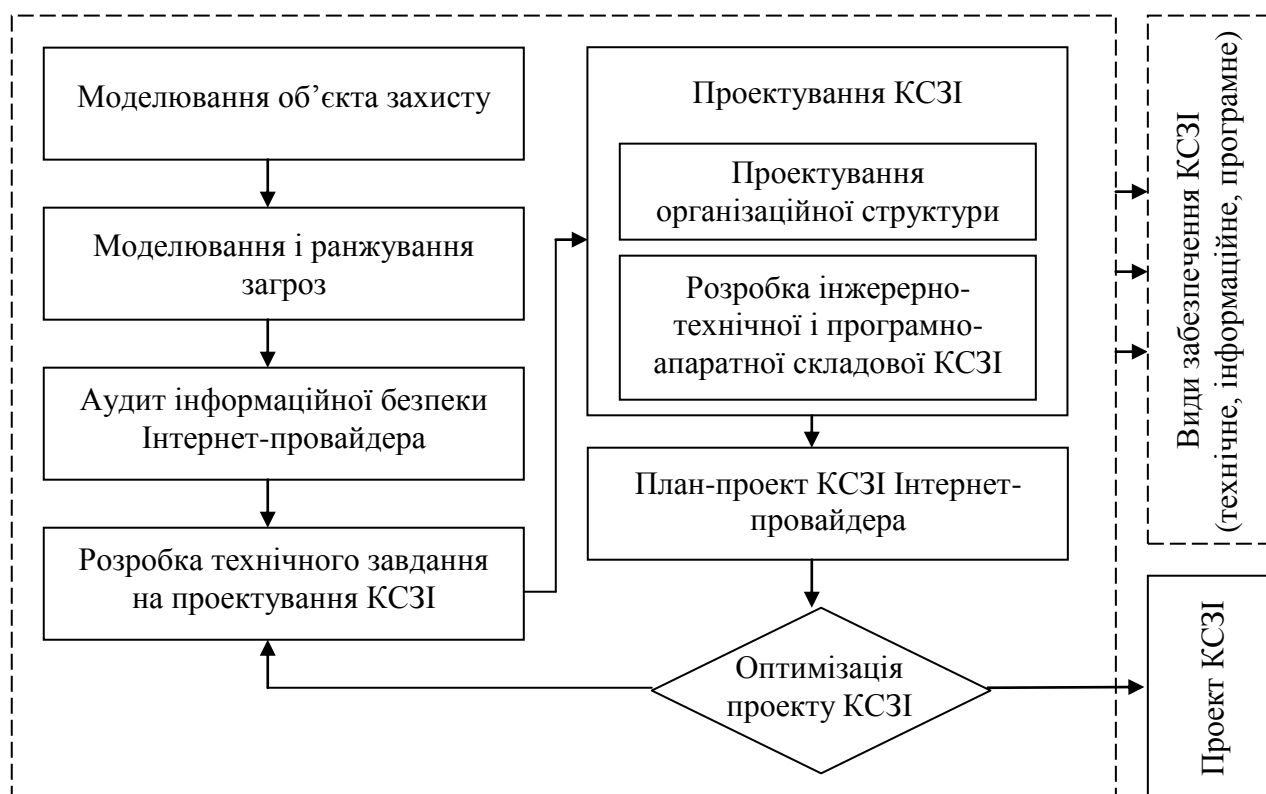 Моделювання об’єкта захисту
Моделювання і ранжування
загроз
Аудит інформаційної безпеки
Інтернет-провайдера
Розробка технічного завдання
на проектування КСЗІ
Проектування КСЗІ
Проектування
організаційної структури
Розробка інжерерно-
технічної і програмно-
апаратної складової КСЗІ
План-проект КСЗІ Інтернет-
провайдера
Оптимізація
проекту КСЗІ
Види забезпечення КСЗІ
(технічне, інформаційне, програмне)
Проект КСЗІ